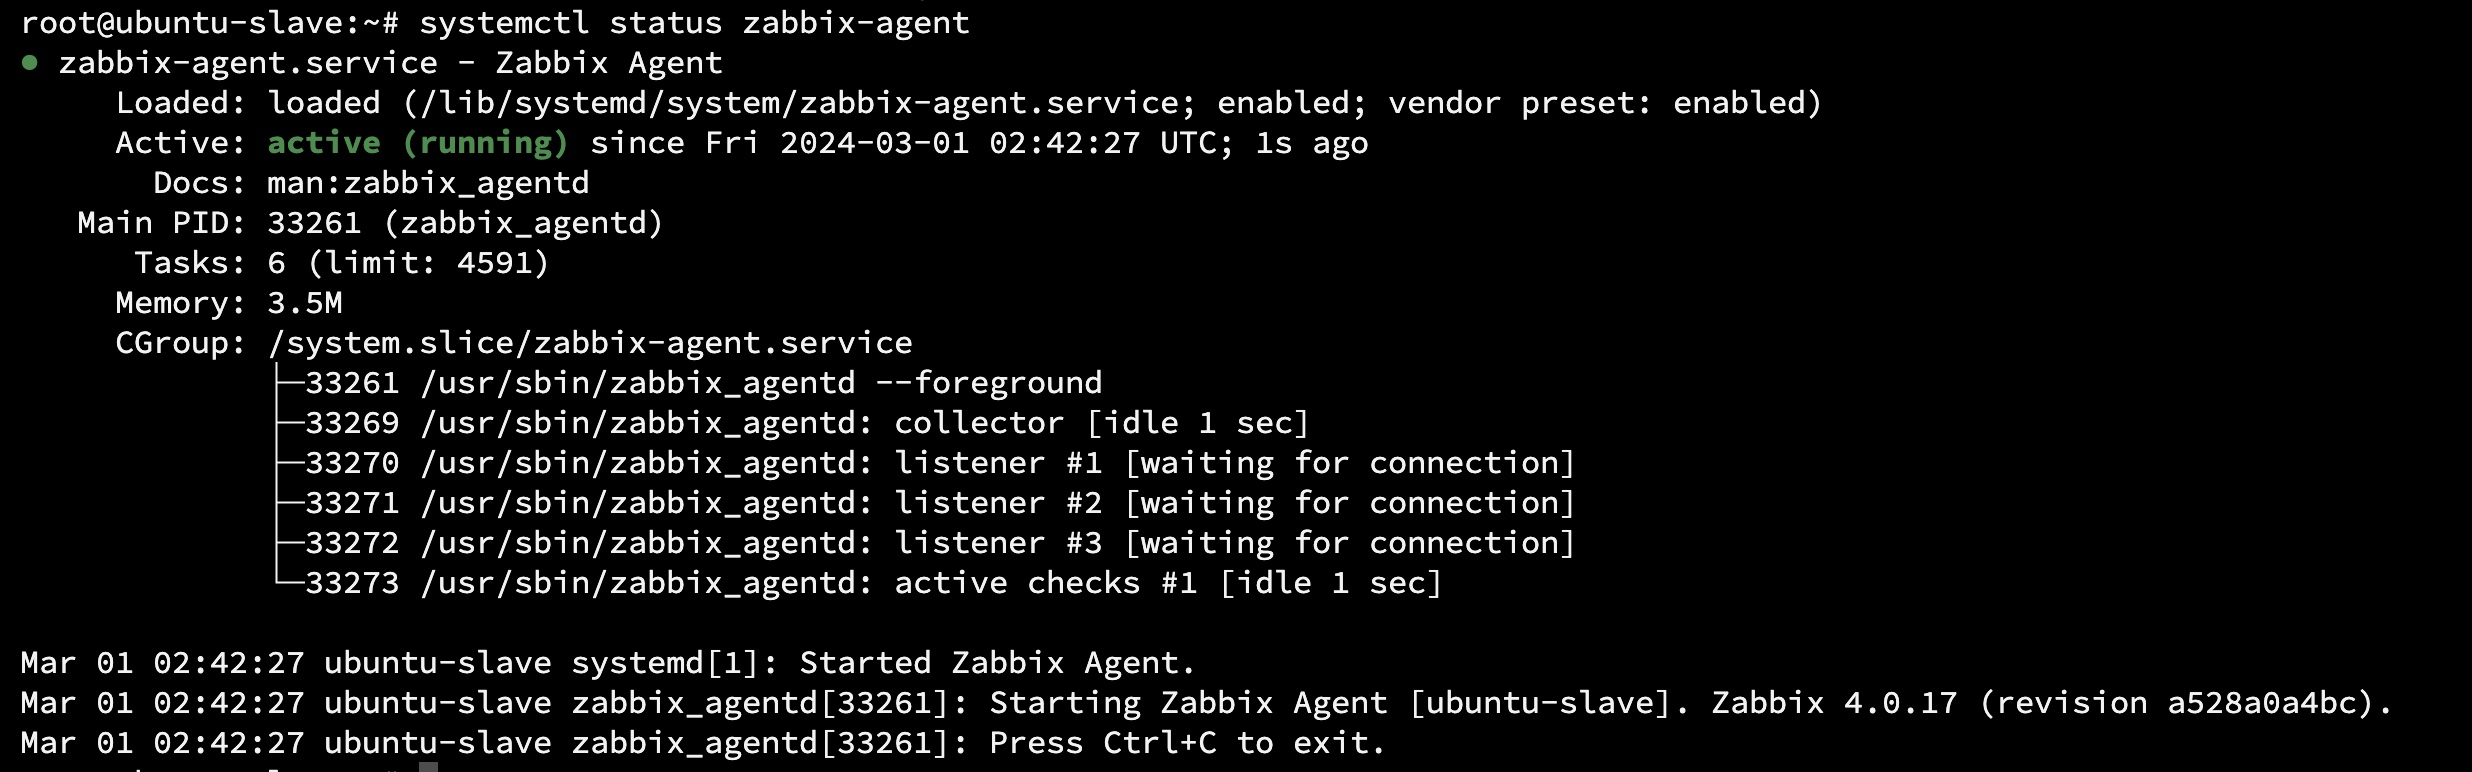 root@ubuntu-slave:~# systemctl status zabbix-agent
● zabbix-agent.service - Zabbix Agent
     Loaded: loaded (/lib/systemd/system/zabbix-agent.service; enabled; vendor preset: enabled)
     Active: active (running) since Fri 2024-03-01 02:42:27 UTC; 1s ago
       Docs: man:zabbix_agentd
   Main PID: 33261 (zabbix_agentd)
      Tasks: 6 (limit: 4591)
     Memory: 3.5M
     CGroup: /system.slice/zabbix-agent.service
             ├─33261 /usr/sbin/zabbix_agentd --foreground
             ├─33269 /usr/sbin/zabbix_agentd: collector [idle 1 sec]
             ├─33270 /usr/sbin/zabbix_agentd: listener #1 [waiting for connection]
             ├─33271 /usr/sbin/zabbix_agentd: listener #2 [waiting for connection]
             ├─33272 /usr/sbin/zabbix_agentd: listener #3 [waiting for connection]
             └─33273 /usr/sbin/zabbix_agentd: active checks #1 [idle 1 sec]

Mar 01 02:42:27 ubuntu-slave systemd[1]: Started Zabbix Agent.
Mar 01 02:42:27 ubuntu-slave zabbix_agentd[33261]: Starting Zabbix Agent [ubuntu-slave]. Zabbix 4.0.17 (revision a528a0a4bc).
Mar 01 02:42:27 ubuntu-slave zabbix_agentd[33261]: Press Ctrl+C to exit.